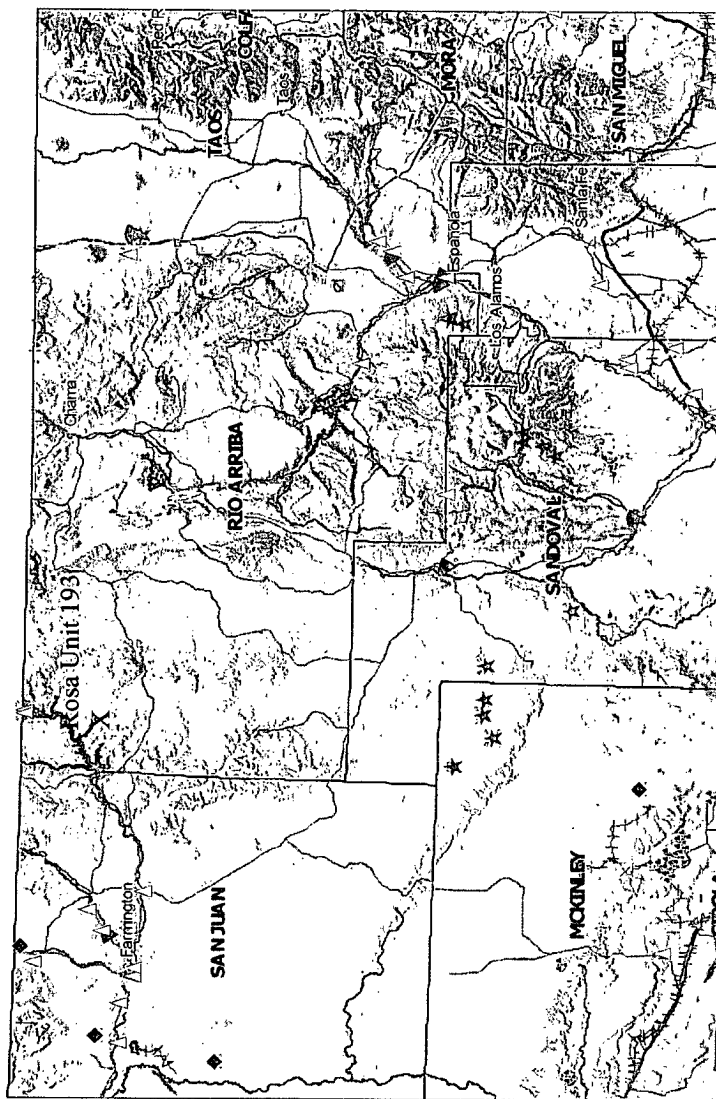 Red R
COLFA
TAOS
Taos
MORA
SAN MIGUEL
Chama
Rosa Unit 193
RIO ARRIBA
Española
Los Alamos
Santa Fe
SANDOVAL
Farmington
SAN JUAN
MCKINLEY